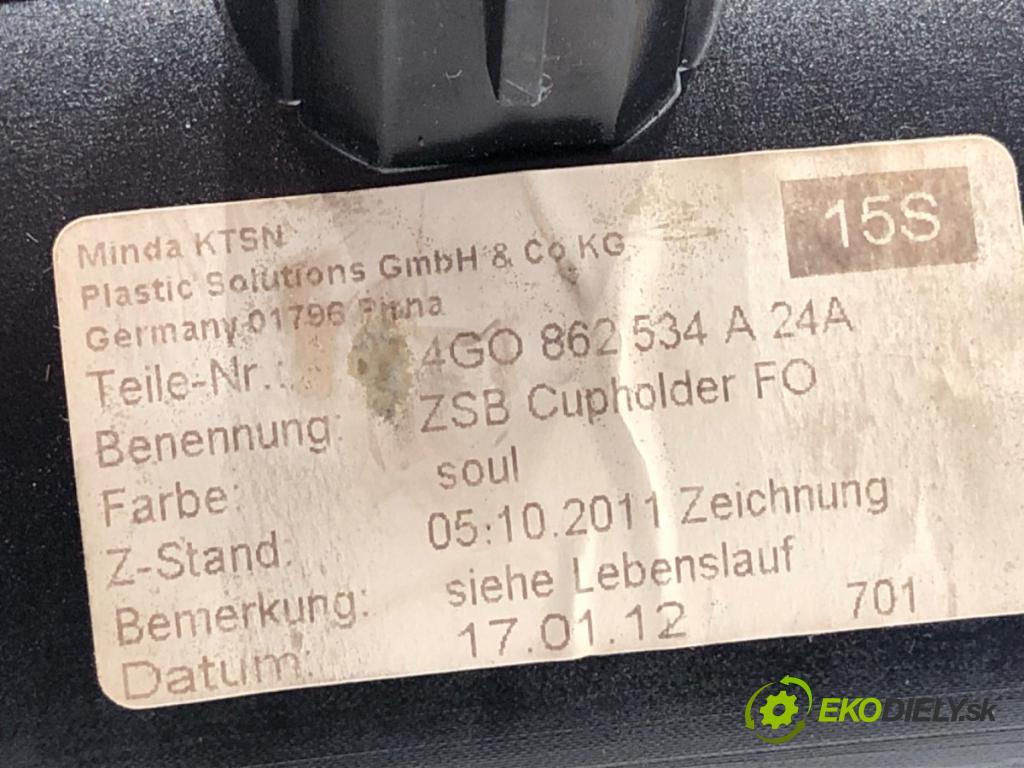 Minda KTSN
Plastic Solutions GmbH & Co KG
Germany 01796 Pirna
15S
Teile-Nr.: 4GO 862 534 A 24A
Benennung: ZSB Cupholder FO
Farbe: soul
Z-Stand: 05:10.2011 Zeichnung
Bemerkung: siehe Lebenslauf
Datum: 17.01.12 701
EKODIELY.sk